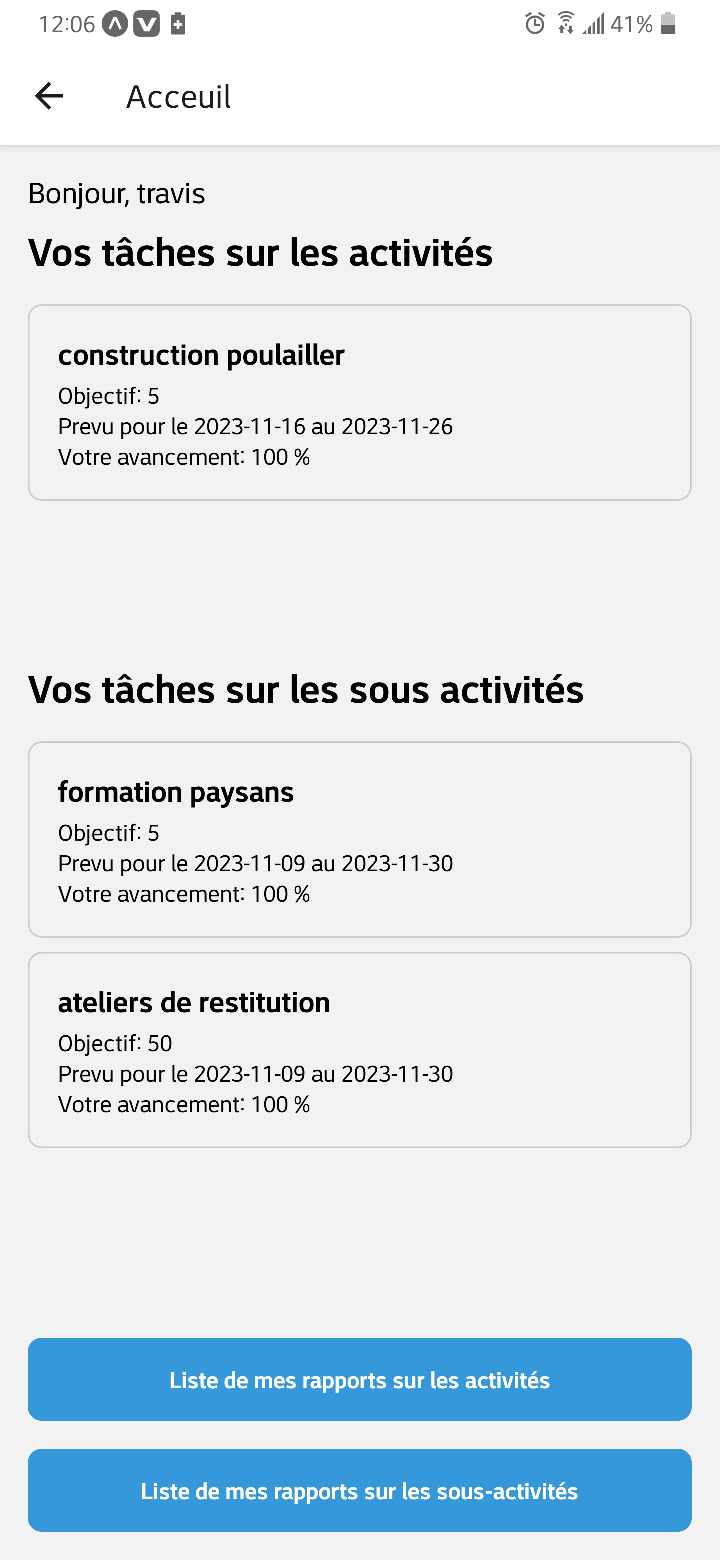 12:06
41%
Acceuil
Bonjour, travis
Vos tâches sur les activités
construction poulailler
Objectif: 5
Prevu pour le 2023-11-16 au 2023-11-26
Votre avancement: 100 %
Vos tâches sur les sous activités
formation paysans
Objectif: 5
Prevu pour le 2023-11-09 au 2023-11-30
Votre avancement: 100 %
ateliers de restitution
Objectif: 50
Prevu pour le 2023-11-09 au 2023-11-30
Votre avancement: 100 %
Liste de mes rapports sur les activités
Liste de mes rapports sur les sous-activités